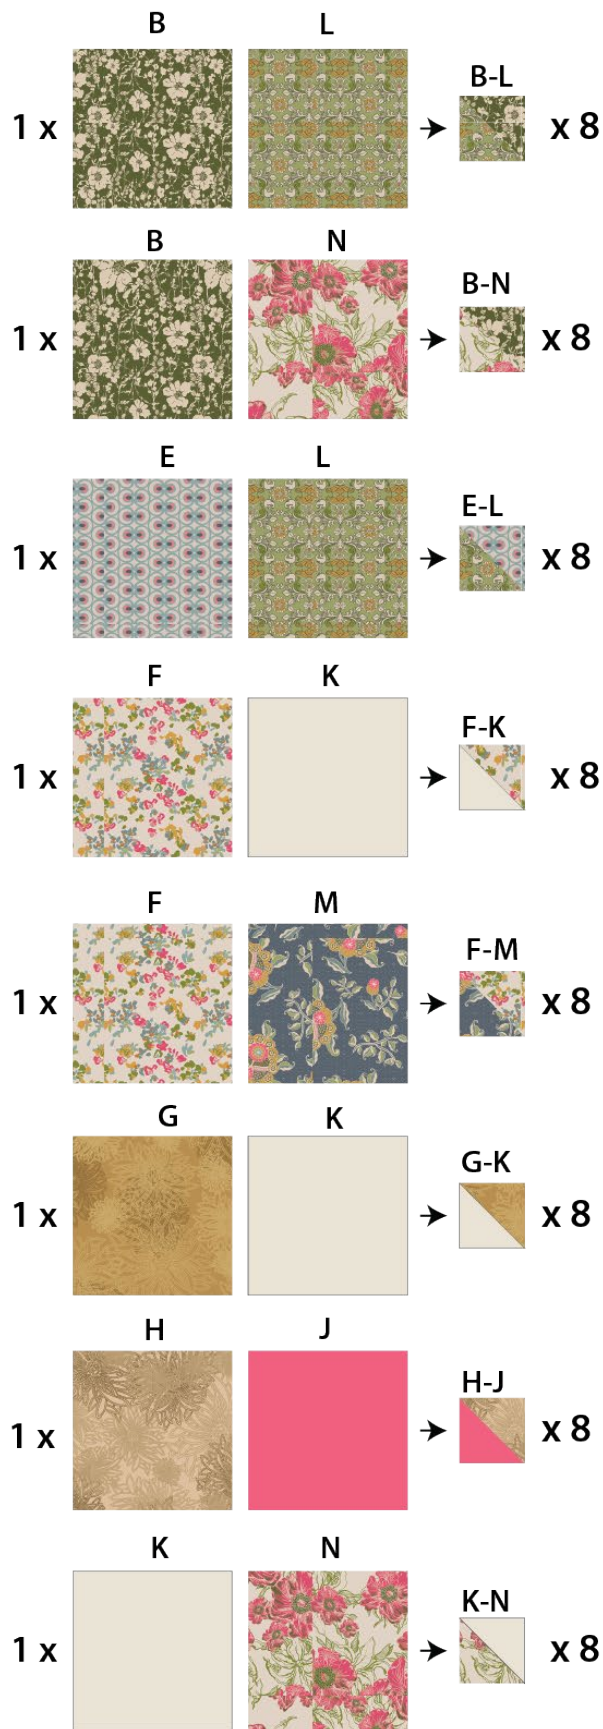 B L
B-L
1 x x 8
B N
B-N
1 x x 8
E L
E-L
1 x x 8
F K
F-K
1 x x 8
F M
F-M
1 x x 8
G K
G-K
1 x x 8
H J
H-J
1 x x 8
K N
K-N
1 x x 8